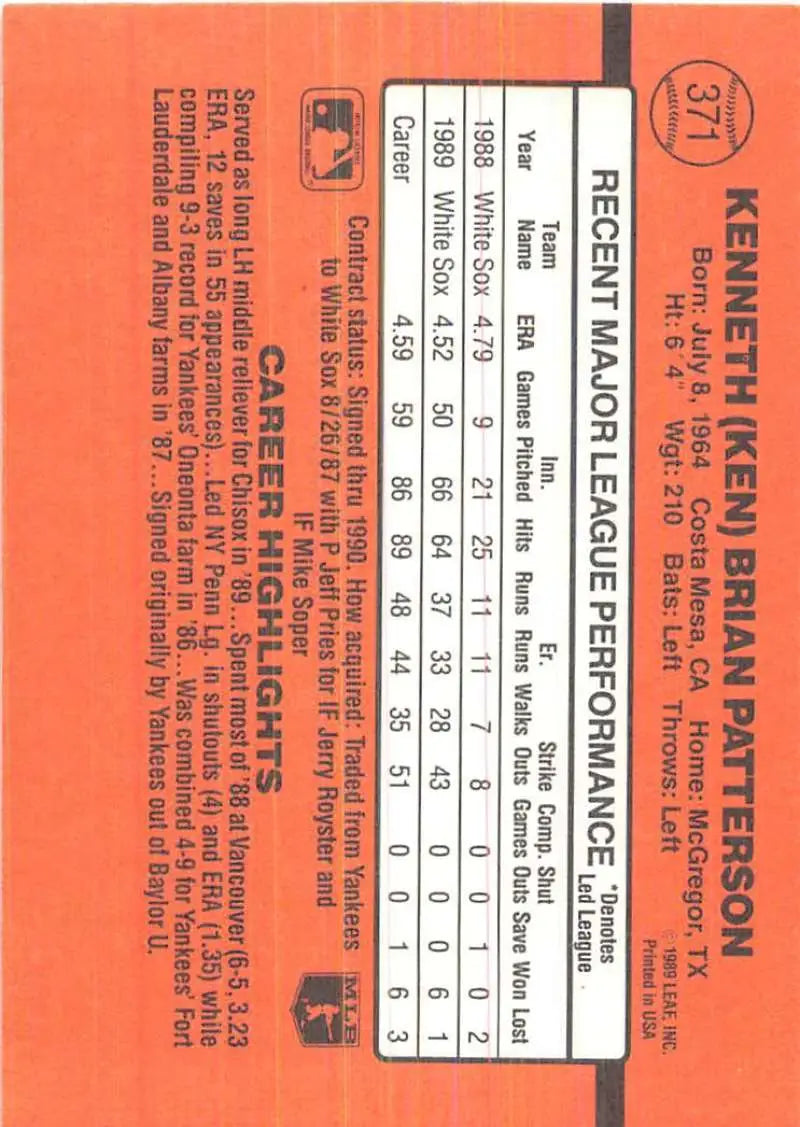 371
KENNETH (KEN) BRIAN PATTERSON
Born: July 8, 1964 Costa Mesa, CA Home: McGregor, TX
Ht: 6´ 4" Wgt: 210 Bats: Left Throws: Left
© 1989 LEAF, INC.
Printed in USA
RECENT MAJOR LEAGUE PERFORMANCE *Denotes
Led League
Team Inn. Er. Strike Comp. Shut
Year Name ERA Games Pitched Hits Runs Runs Walks Outs Games Outs Save Won Lost
1988 White Sox 4.79 9 21 25 11 11 7 8 0 0 1 0 2
1989 White Sox 4.52 50 66 64 37 33 28 43 0 0 0 6 1
Career 4.59 59 86 89 48 44 35 51 0 0 1 6 3
Contract status: Signed thru 1990. How acquired: Traded from Yankees
to White Sox 8/26/87 with P Jeff Pries for IF Jerry Royster and
IF Mike Soper
MLB
CAREER HIGHLIGHTS
Served as long LH middle reliever for Chisox in '89...Spent most of '88 at Vancouver (6-5, 3.23
ERA, 12 saves in 55 appearances)...Led NY Penn Lg. in shutouts (4) and ERA (1.35) while
compiling 9-3 record for Yankees' Oneonta farm in '86...Was combined 4-9 for Yankees' Fort
Lauderdale and Albany farms in '87...Signed originally by Yankees out of Baylor U.